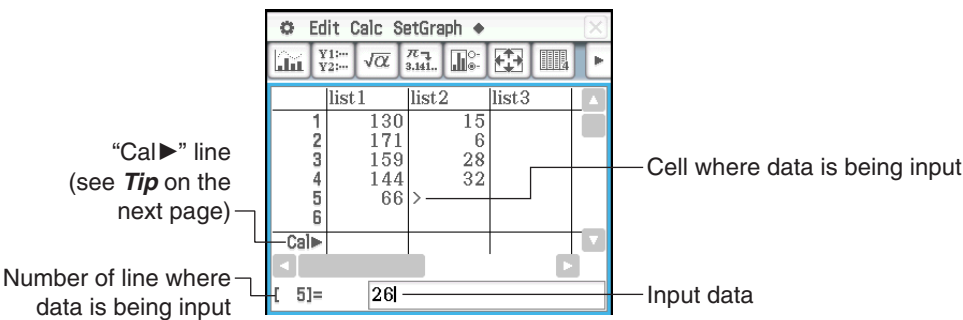 Edit Calc SetGraph ◆
Y1:···
Y2:···
√α
π
3.141..
4
list1 list2 list3
1 130 15
2 171 6
3 159 28
4 144 32
5 66 >
6
Cal▶
[ 5]= 26
“Cal▶” line
(see Tip on the
next page)
Number of line where
data is being input
Cell where data is being input
Input data